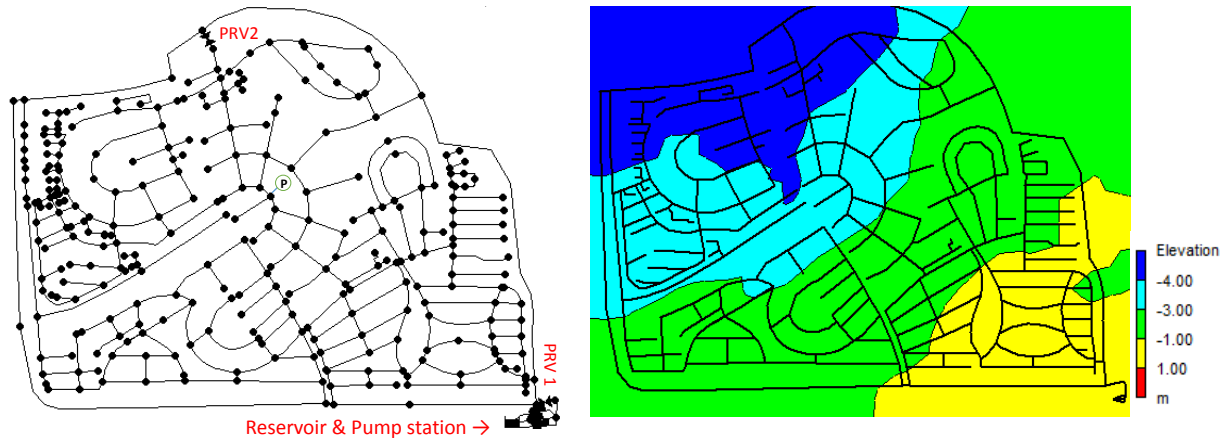 PRV2
P
PRV 1
Reservoir & Pump station →
Elevation
-4.00
-3.00
-1.00
1.00
m